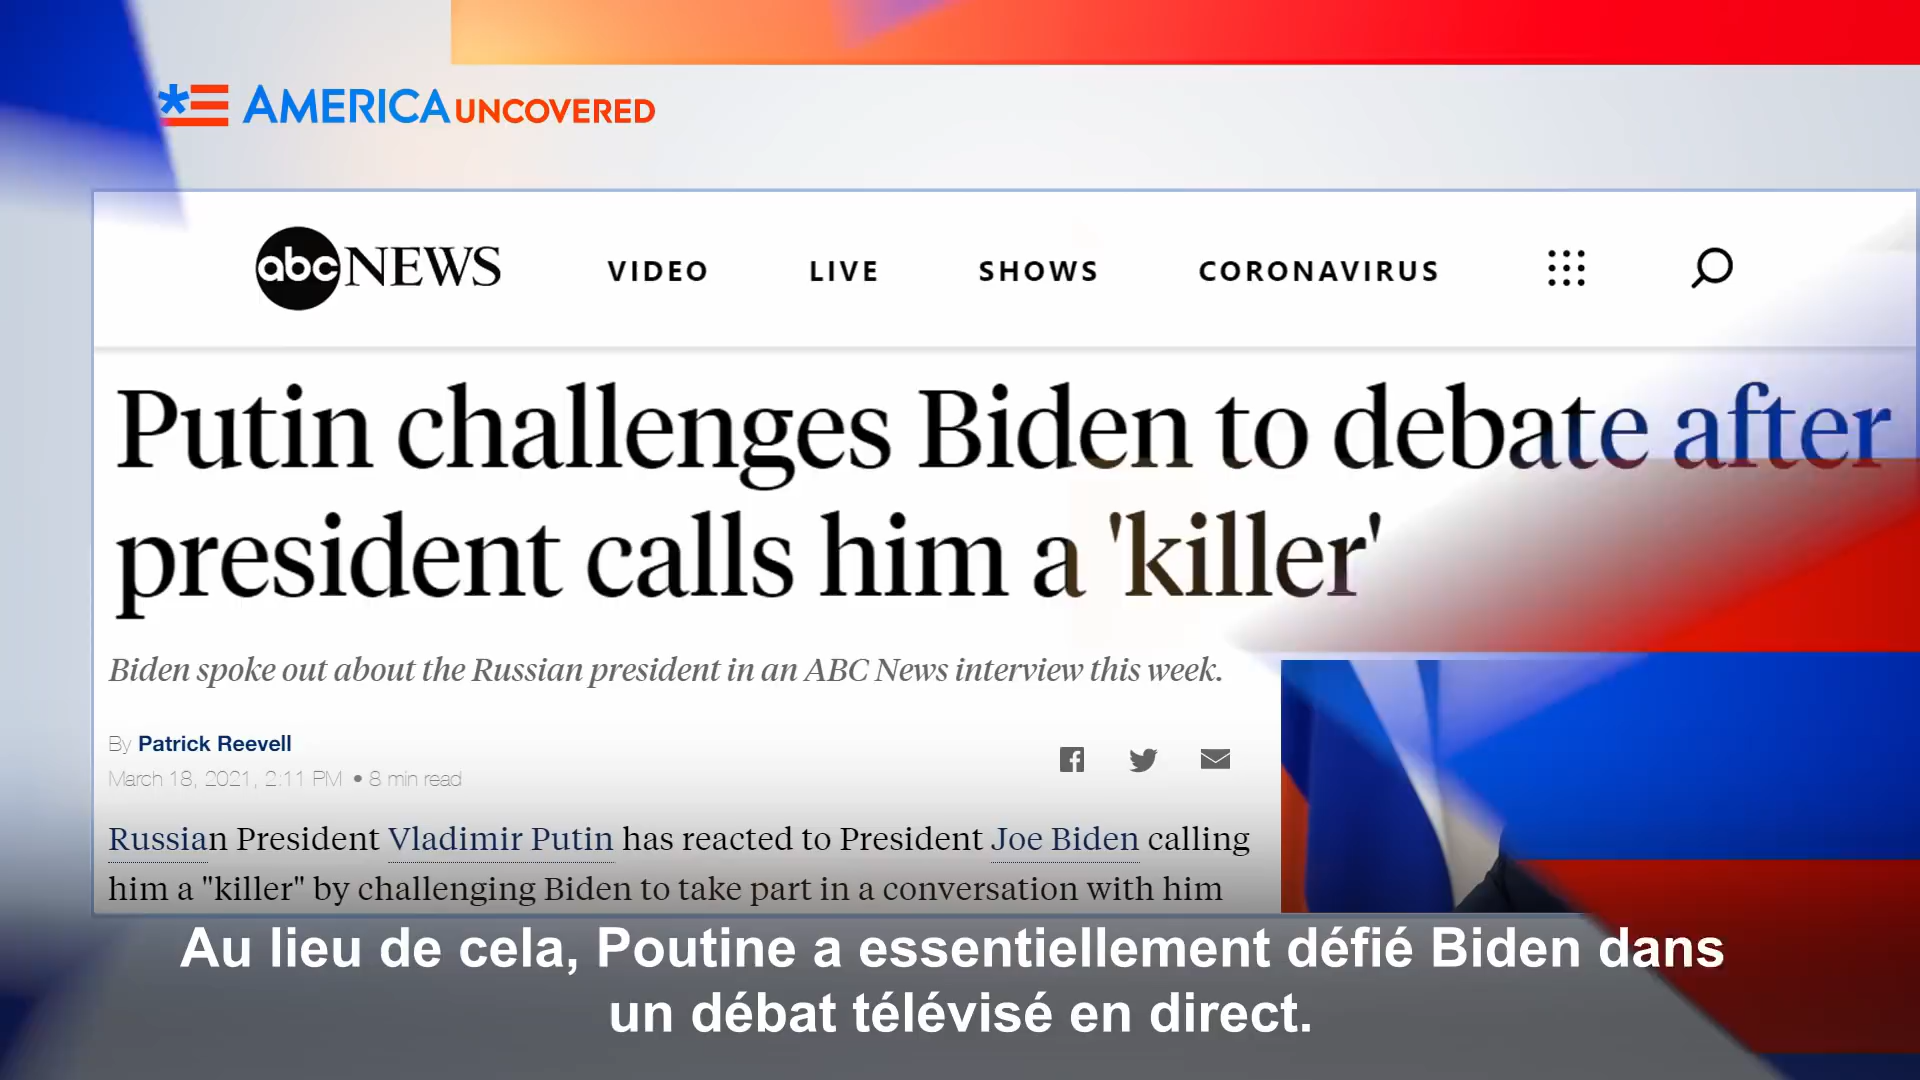 AMERICA UNCOVERED
abc NEWS VIDEO LIVE SHOWS CORONAVIRUS
Putin challenges Biden to debate after
president calls him a 'killer'
Biden spoke out about the Russian president in an ABC News interview this week.
By Patrick Reevell
March 18, 2021, 2:11 PM • 8 min read
Russian President Vladimir Putin has reacted to President Joe Biden calling
him a "killer" by challenging Biden to take part in a conversation with him
Au lieu de cela, Poutine a essentiellement défié Biden dans
un débat télévisé en direct.